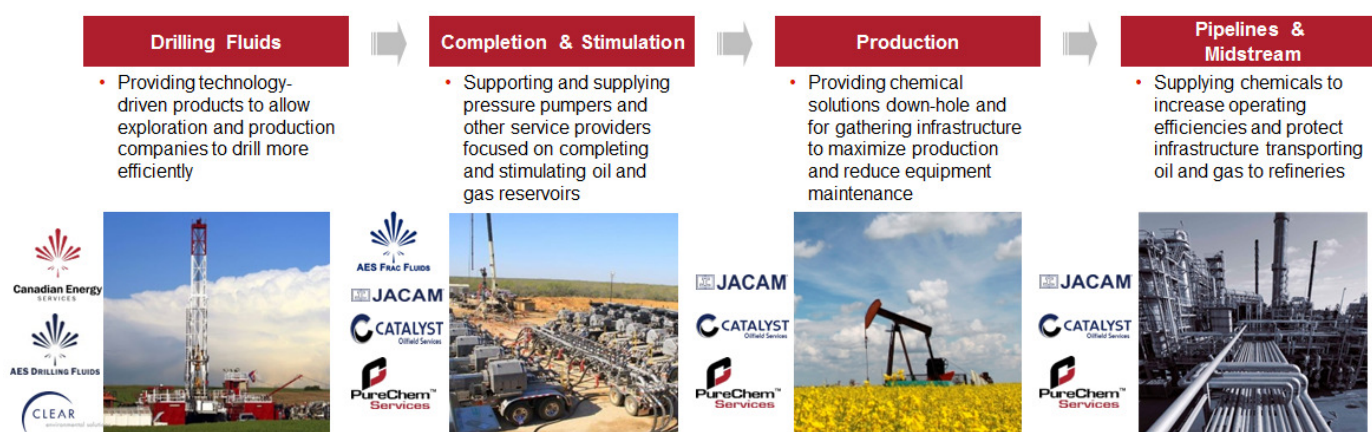 Drilling Fluids
• Providing technology-
driven products to allow
exploration and production
companies to drill more
efficiently
Canadian Energy
SERVICES
AES DRILLING FLUIDS
CLEAR
environmental solutions
Completion & Stimulation
• Supporting and supplying
pressure pumpers and
other service providers
focused on completing
and stimulating oil and
gas reservoirs
AES FRAC FLUIDS
JACAM
CATALYST
Oilfield Services
PureChem™
Services
Production
• Providing chemical
solutions down-hole and
for gathering infrastructure
to maximize production
and reduce equipment
maintenance
JACAM
CATALYST
Oilfield Services
PureChem™
Services
Pipelines &
Midstream
• Supplying chemicals to
increase operating
efficiencies and protect
infrastructure transporting
oil and gas to refineries
JACAM
CATALYST
Oilfield Services
PureChem™
Services